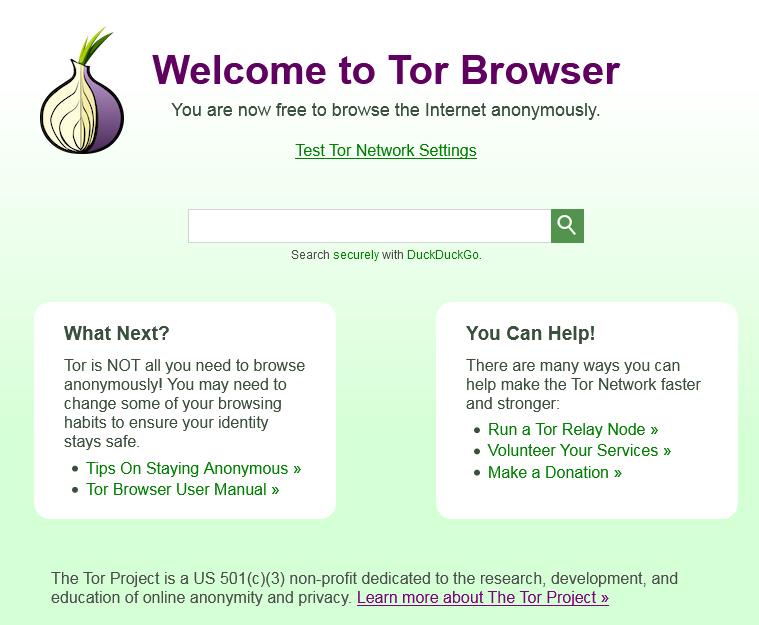 Welcome to Tor Browser
You are now free to browse the Internet anonymously.
Test Tor Network Settings
Search securely with DuckDuckGo.
What Next?
Tor is NOT all you need to browse
anonymously! You may need to
change some of your browsing
habits to ensure your identity
stays safe.
• Tips On Staying Anonymous »
• Tor Browser User Manual »
You Can Help!
There are many ways you can
help make the Tor Network faster
and stronger:
• Run a Tor Relay Node »
• Volunteer Your Services »
• Make a Donation »
The Tor Project is a US 501(c)(3) non-profit dedicated to the research, development, and
education of online anonymity and privacy. Learn more about The Tor Project »